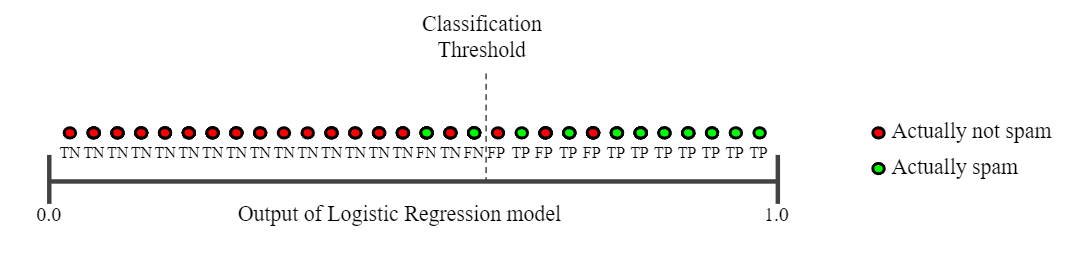 Classification
Threshold
TN TN TN TN TN TN TN TN TN TN TN TN TN TN TN FN TN FN FP TP FP TP FP TP TP TP TP TP TP TP
0.0
Output of Logistic Regression model
1.0
Actually not spam
Actually spam